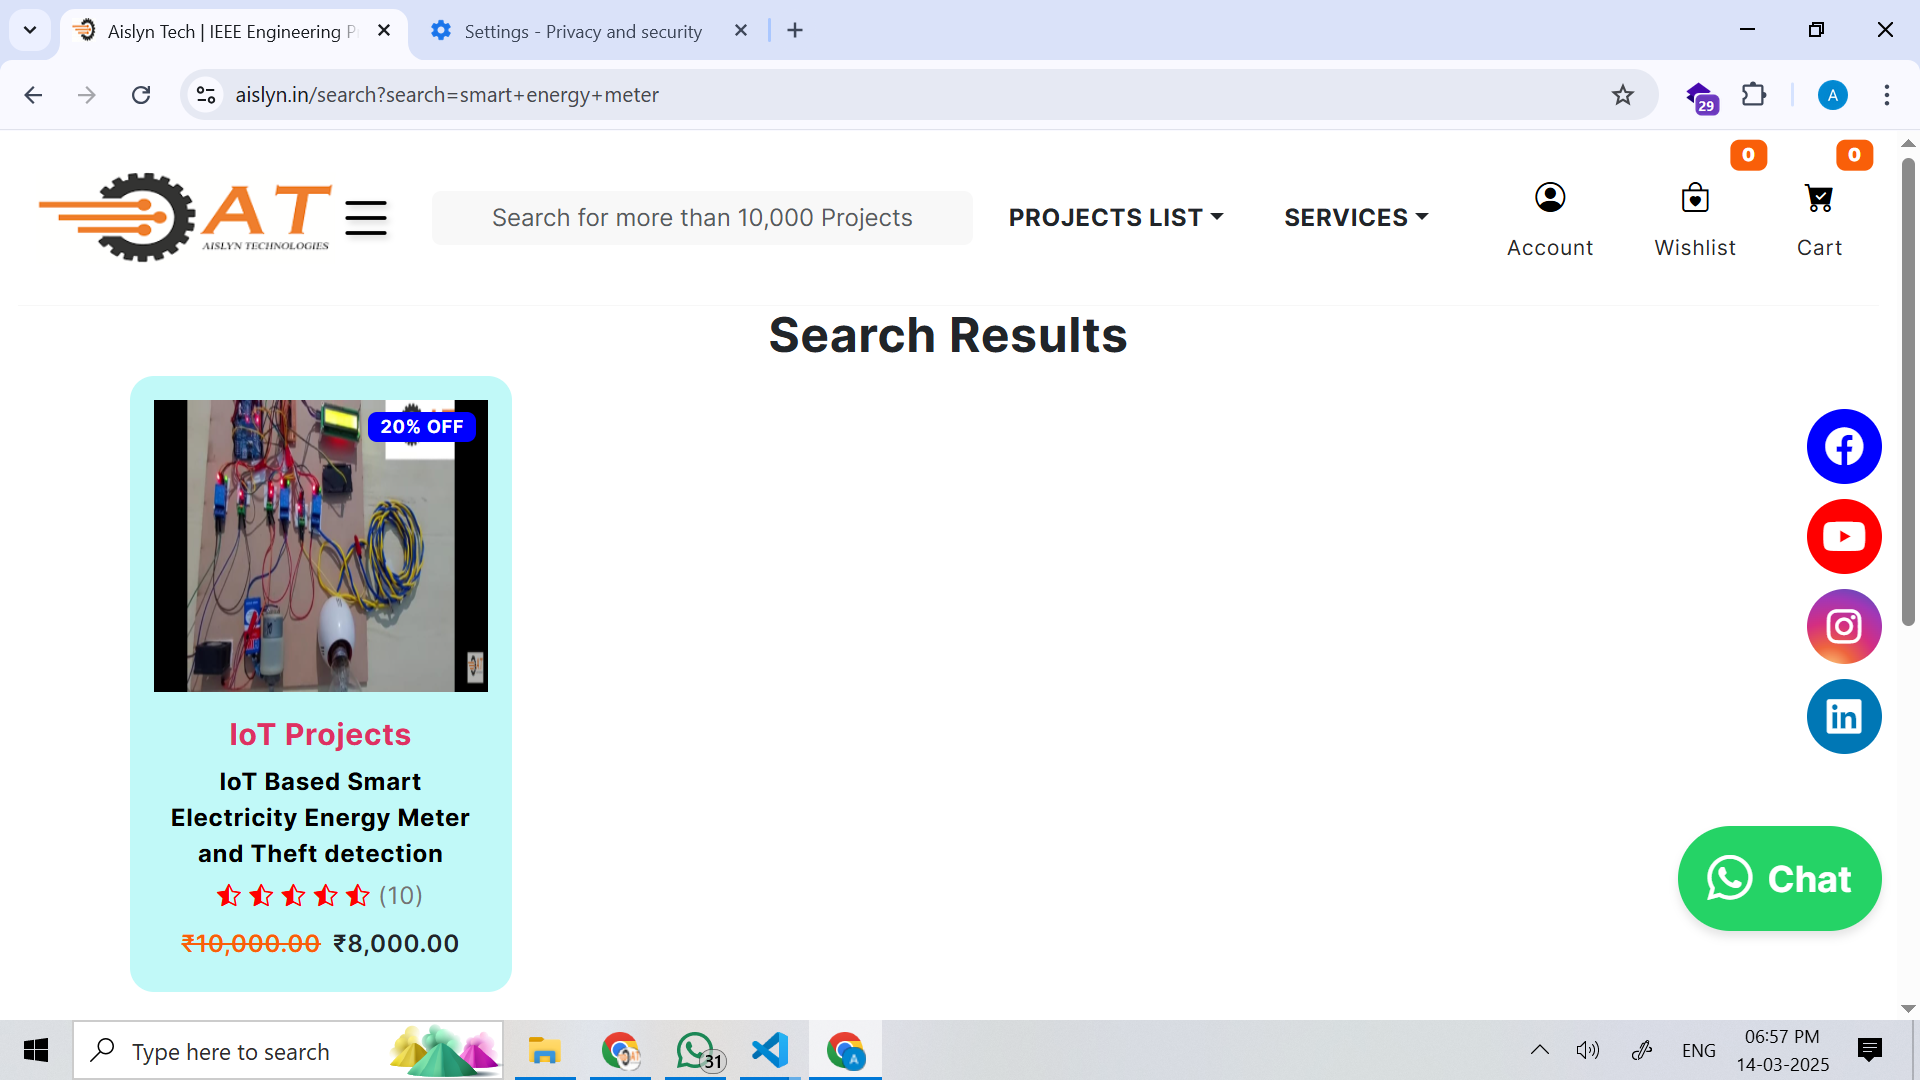 Aislyn Tech | IEEE Engineering P
Settings - Privacy and security
aislyn.in/search?search=smart+energy+meter
29
A
AT
AISLYN TECHNOLOGIES
Search for more than 10,000 Projects
PROJECTS LIST
SERVICES
Account
0
Wishlist
0
Cart
Search Results
20% OFF
IoT Projects
IoT Based Smart
Electricity Energy Meter
and Theft detection
(10)
₹10,000.00 ₹8,000.00
Chat
Type here to search
31
A
ENG
06:57 PM
14-03-2025